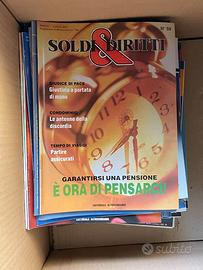 SOLDI & DIRITTI
GIUDICE DI PACE
Giustizia a portata
di mano
CONDOMINIO
Le antenne della
discordia
TEMPO DI VIAGGI
Partire
assicurati
GARANTIRSI UNA PENSIONE
È ORA DI PENSARCI!
subito